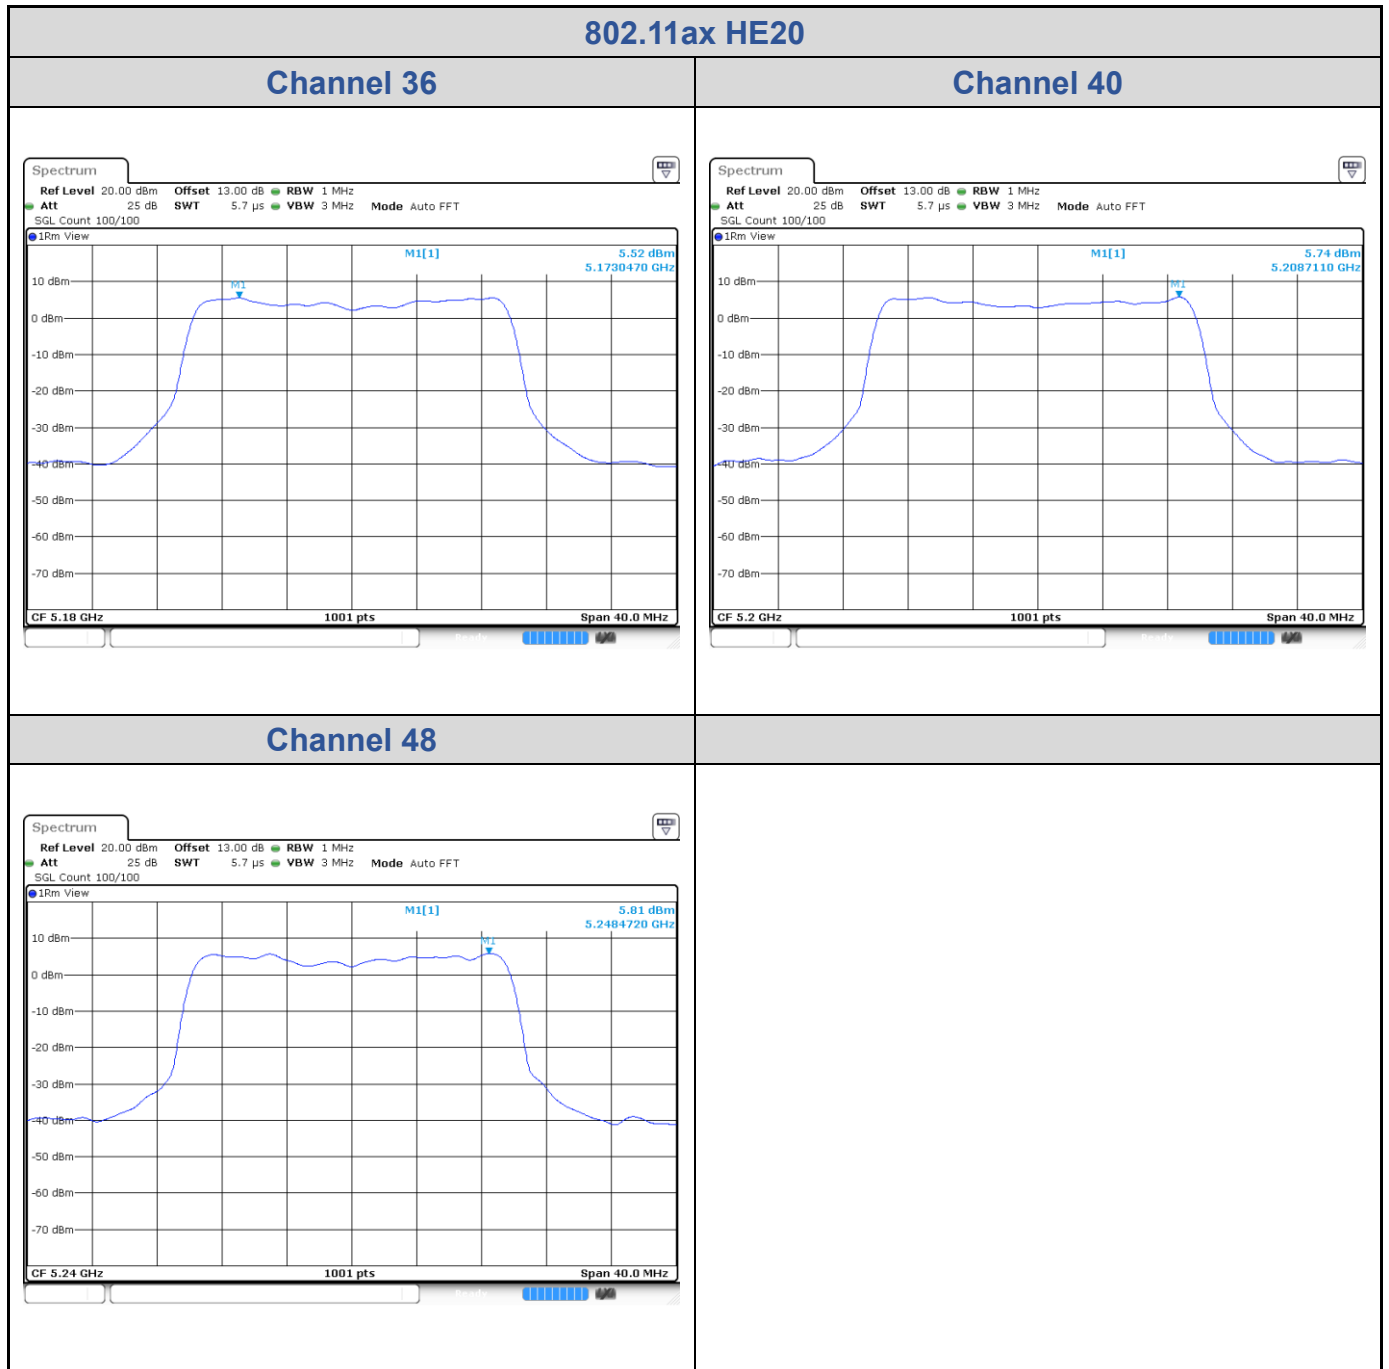 802.11ax HE20
Channel 36
Channel 40
Spectrum
Ref Level 20.00 dBm Offset 13.00 dB RBW 1 MHz
Att 25 dB SWT 5.7 µs VBW 3 MHz Mode Auto FFT
SGL Count 100/100
1Rm View
M1[1] 5.52 dBm
5.1730470 GHz
M1
10 dBm
0 dBm
-10 dBm
-20 dBm
-30 dBm
-40 dBm
-50 dBm
-60 dBm
-70 dBm
CF 5.18 GHz 1001 pts Span 40.0 MHz
Spectrum
Ref Level 20.00 dBm Offset 13.00 dB RBW 1 MHz
Att 25 dB SWT 5.7 µs VBW 3 MHz Mode Auto FFT
SGL Count 100/100
1Rm View
M1[1] 5.74 dBm
5.2087110 GHz
M1
10 dBm
0 dBm
-10 dBm
-20 dBm
-30 dBm
-40 dBm
-50 dBm
-60 dBm
-70 dBm
CF 5.2 GHz 1001 pts Span 40.0 MHz
Channel 48
Spectrum
Ref Level 20.00 dBm Offset 13.00 dB RBW 1 MHz
Att 25 dB SWT 5.7 µs VBW 3 MHz Mode Auto FFT
SGL Count 100/100
1Rm View
M1[1] 5.81 dBm
5.2484720 GHz
M1
10 dBm
0 dBm
-10 dBm
-20 dBm
-30 dBm
-40 dBm
-50 dBm
-60 dBm
-70 dBm
CF 5.24 GHz 1001 pts Span 40.0 MHz